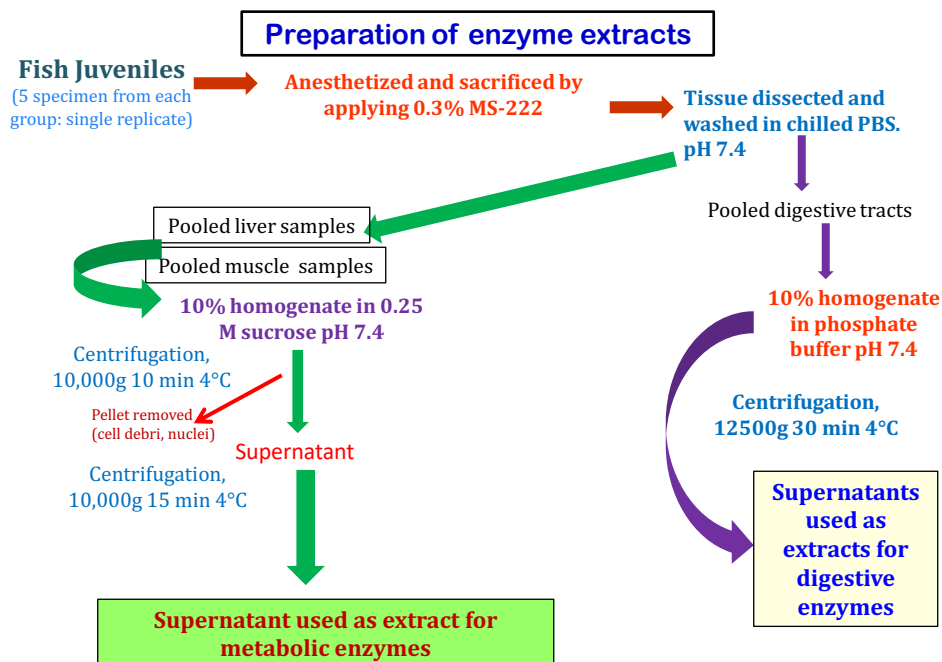 Preparation of enzyme extracts
Fish Juveniles
(5 specimen from each
group: single replicate)
Anesthetized and sacrificed by
applying 0.3% MS-222
Tissue dissected and
washed in chilled PBS.
pH 7.4
Pooled digestive tracts
10% homogenate
in phosphate
buffer pH 7.4
Centrifugation,
12500g 30 min 4°C
Supernatants
used as
extracts for
digestive
enzymes
Pooled liver samples
Pooled muscle samples
10% homogenate in 0.25
M sucrose pH 7.4
Centrifugation,
10,000g 10 min 4°C
Pellet removed
(cell debri, nuclei)
Supernatant
Centrifugation,
10,000g 15 min 4°C
Supernatant used as extract for
metabolic enzymes